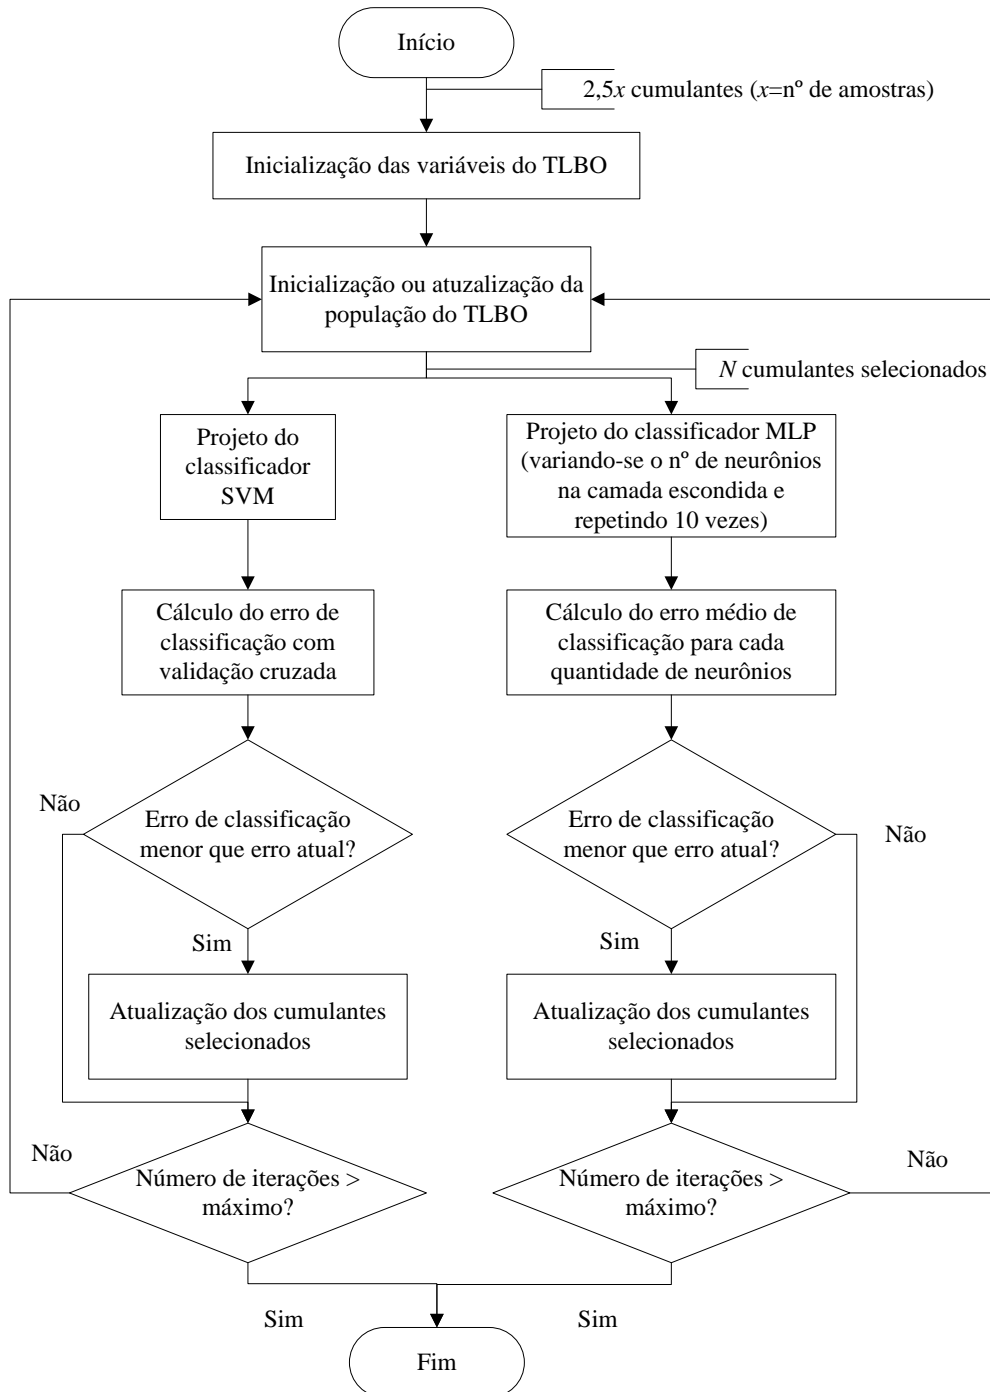 Início
2,5x cumulantes (x=nº de amostras)
Inicialização das variáveis do TLBO
Inicialização ou atuzalização da
população do TLBO
N cumulantes selecionados
Projeto do
classificador
SVM
Projeto do classificador MLP
(variando-se o nº de neurônios
na camada escondida e
repetindo 10 vezes)
Cálculo do erro de
classificação com
validação cruzada
Cálculo do erro médio de
classificação para cada
quantidade de neurônios
Não
Erro de classificação
menor que erro atual?
Erro de classificação
menor que erro atual?
Não
Sim
Sim
Atualização dos cumulantes
selecionados
Atualização dos cumulantes
selecionados
Não
Número de iterações >
máximo?
Número de iterações >
máximo?
Não
Sim
Sim
Fim